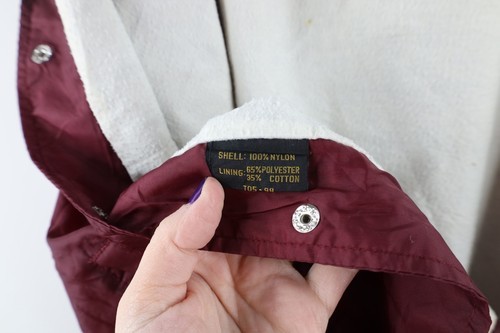 SHELL: 100% NYLON
LINING: 65% POLYESTER
35% COTTON